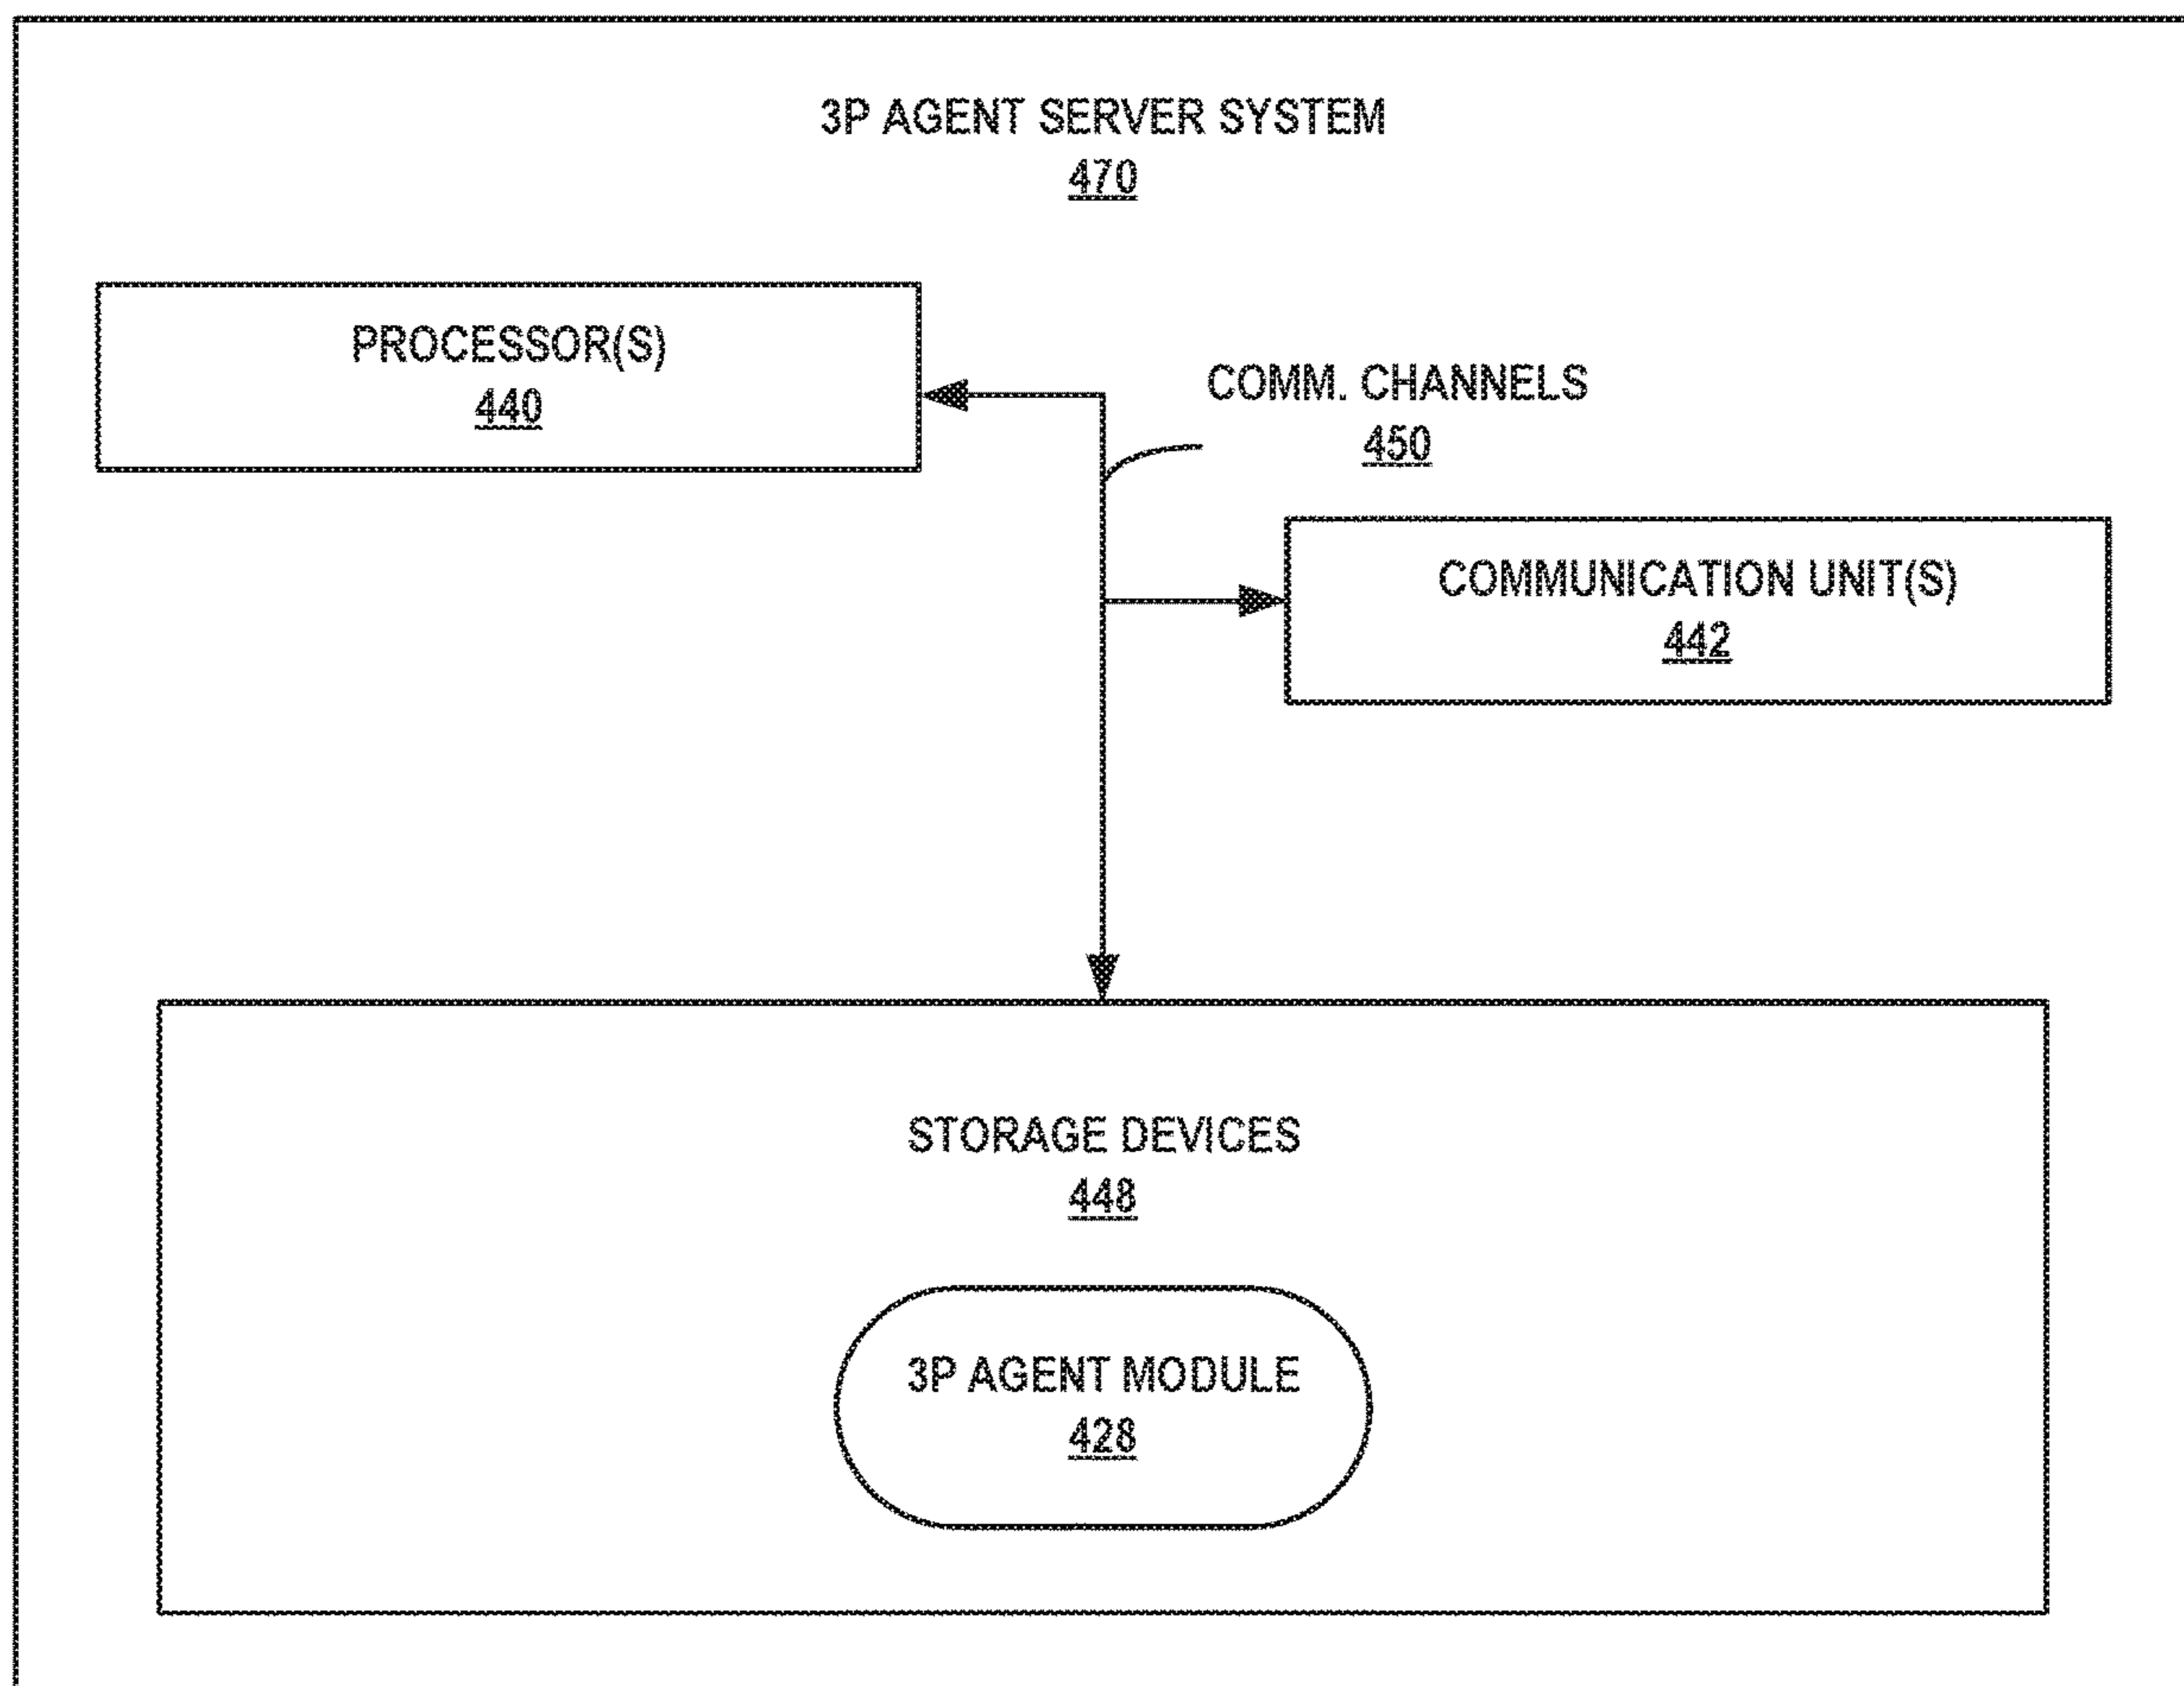 3P AGENT SERVER SYSTEM
470
PROCESSOR(S)
440
COMM. CHANNELS
450
COMMUNICATION UNIT(S)
442
STORAGE DEVICES
448
3P AGENT MODULE
428